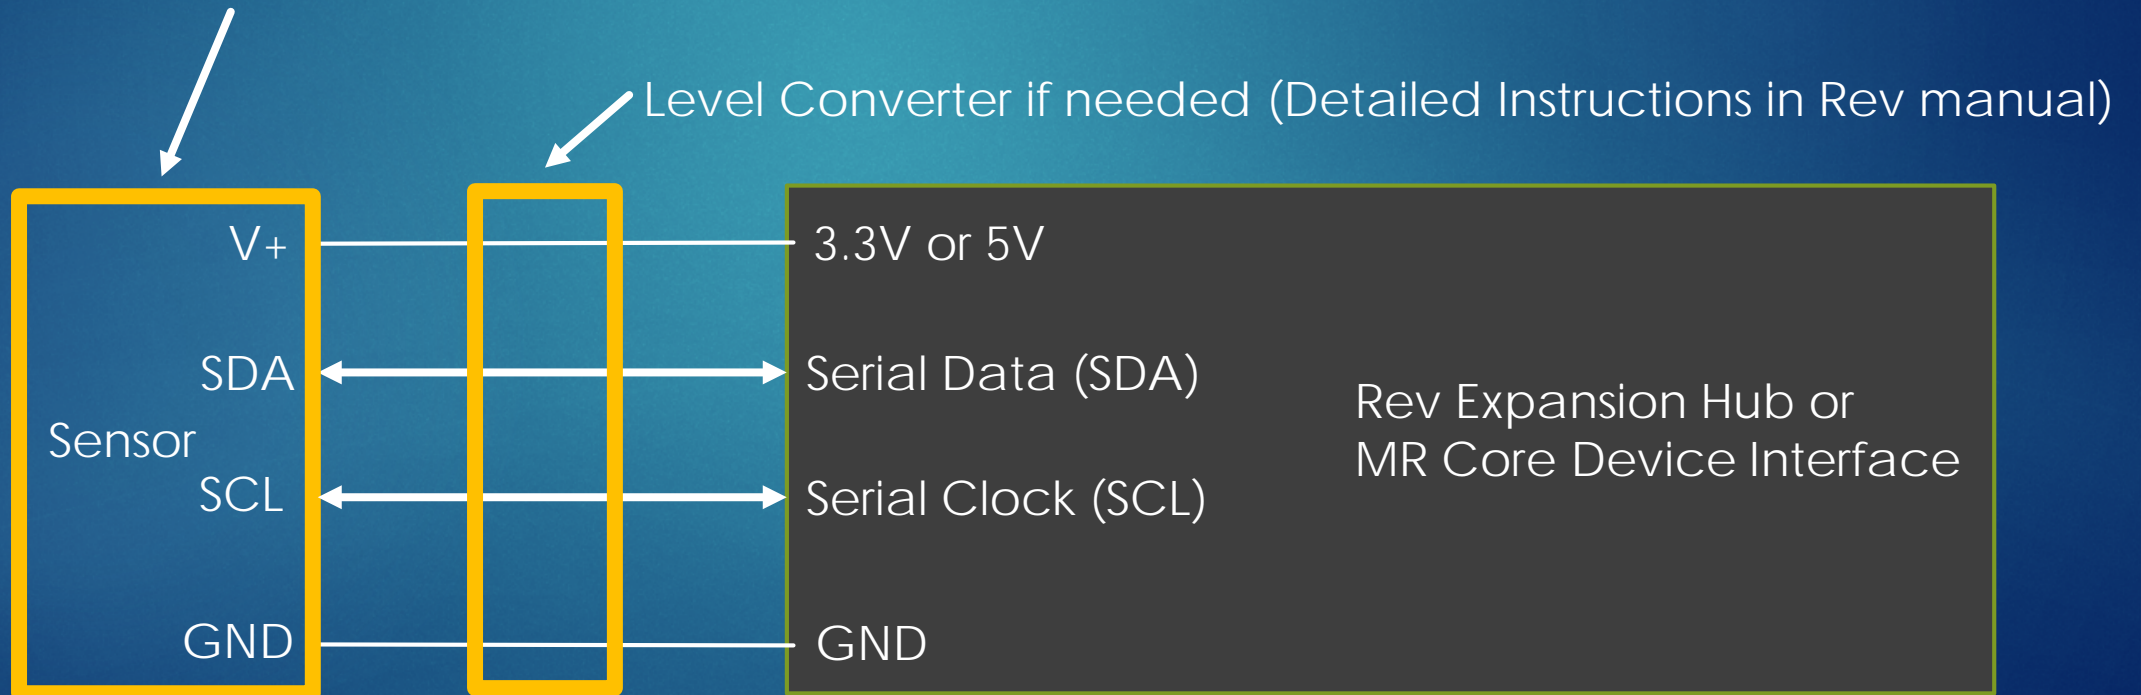 Level Converter if needed (Detailed Instructions in Rev manual)
V+
3.3V or 5V
SDA
Serial Data (SDA)
Rev Expansion Hub or
MR Core Device Interface
Sensor
SCL
Serial Clock (SCL)
GND
GND